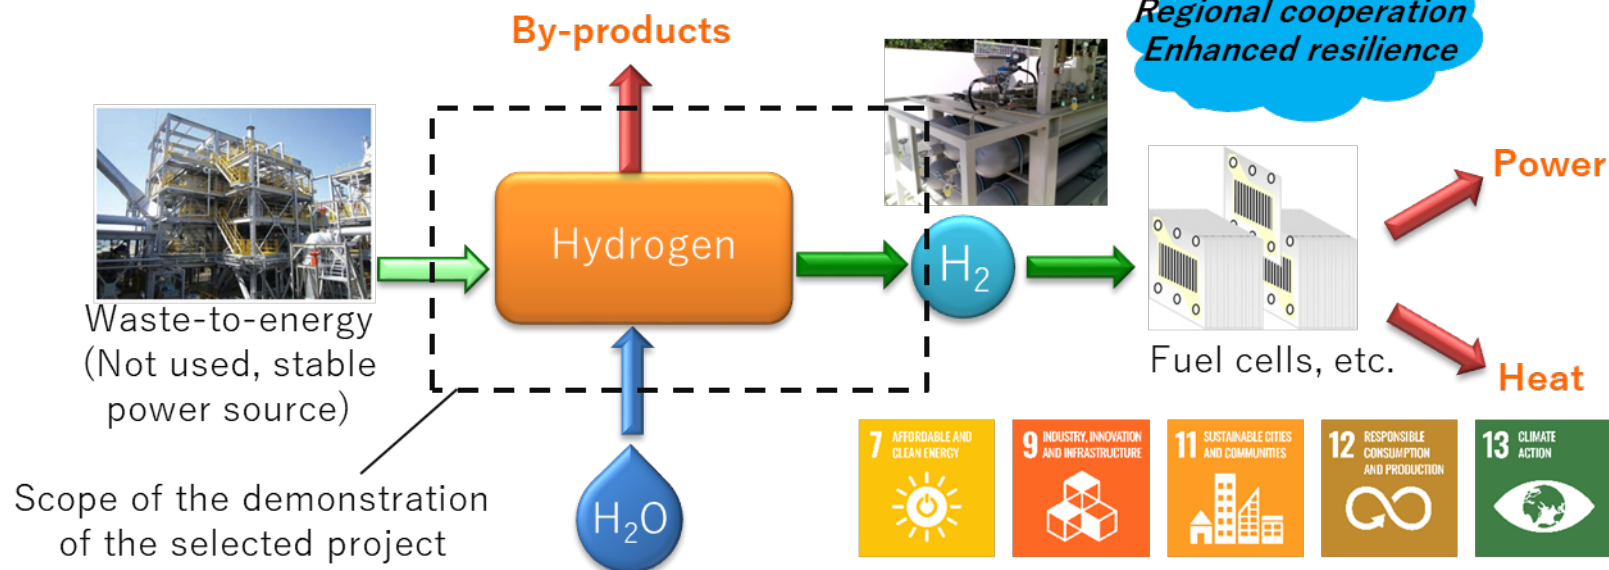 Regional cooperation
Enhanced resilience
By-products
Power
Hydrogen
H₂
Waste-to-energy
(Not used, stable
power source)
Fuel cells, etc.
Heat
Scope of the demonstration
of the selected project
H₂O
7 AFFORDABLE AND
CLEAN ENERGY
9 INDUSTRY, INNOVATION
AND INFRASTRUCTURE
11 SUSTAINABLE CITIES
AND COMMUNITIES
12 RESPONSIBLE
CONSUMPTION
AND PRODUCTION
13 CLIMATE
ACTION